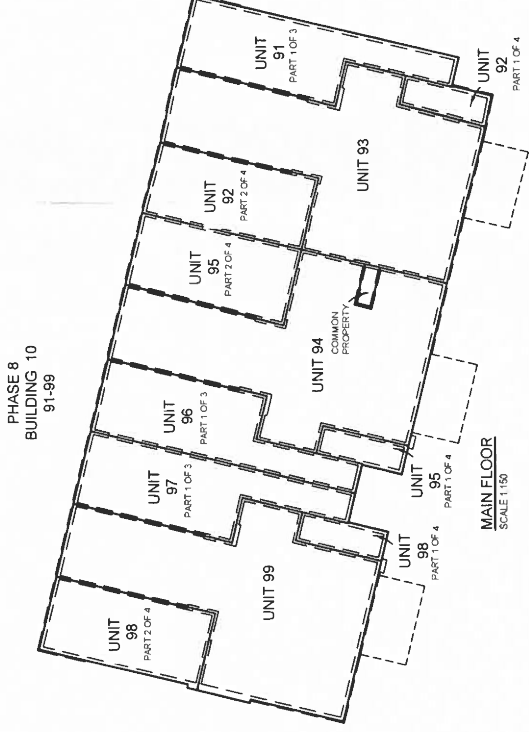 PHASE 8
BUILDING 10
91-99
UNIT
91
PART 1 OF 3
UNIT
92
PART 1 OF 4
UNIT 93
UNIT
92
PART 2 OF 4
UNIT
95
PART 2 OF 4
UNIT 94
COMMON
PROPERTY
UNIT
96
PART 1 OF 3
UNIT
97
PART 1 OF 3
UNIT
95
PART 1 OF 4
UNIT
98
PART 1 OF 4
UNIT 99
UNIT
98
PART 2 OF 4
MAIN FLOOR
SCALE 1:150